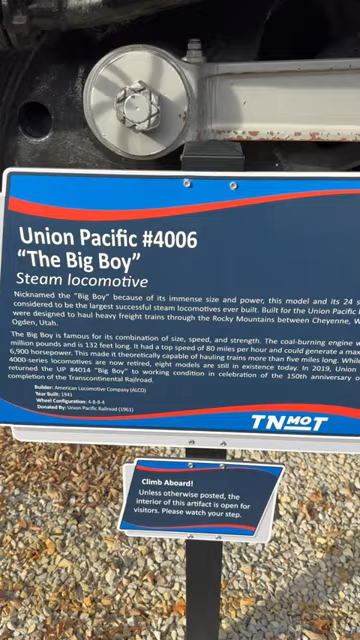 Union Pacific #4006
“The Big Boy”
Steam locomotive
Nicknamed the "Big Boy" because of its immense size and power, this model and its 24 s
considered to be the largest successful steam locomotives ever built. Built for the Union Pacific
were designed to haul heavy freight trains through the Rocky Mountains between Cheyenne, W
Ogden, Utah.
The Big Boy is famous for its combination of size, speed, and strength. The coal-burning engine w
million pounds and is 132 feet long. It had a top speed of 80 miles per hour and could generate a ma
6,900 horsepower. This made it theoretically capable of hauling trains more than five miles long. While
4000-series locomotives are now retired, eight models are still in existence today. In 2019, Union
returned the UP #4014 "Big Boy" to working condition in celebration of the 150th anniversary o
completion of the Transcontinental Railroad.
Builder: American Locomotive Company (ALCO)
Year Built: 1941
Wheel Configuration: 4-8-8-4
Donated By: Union Pacific Railroad (1961)
TNMOT
Climb Aboard!
Unless otherwise posted, the
interior of this artifact is open for
visitors. Please watch your step.